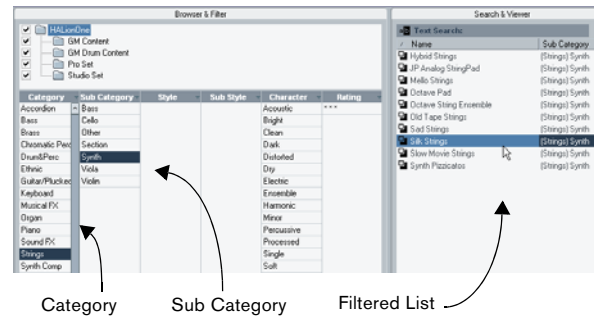 Browser & Filter
Search & Viewer
HALionOne
GM Content
GM Drum Content
Pro Set
Studio Set
Text Search:
Name Sub Category
Hybrid Strings (Strings) Synth
JP Analog StringPad (Strings) Synth
Mello Strings (Strings) Synth
Octave Pad (Strings) Synth
Octave String Ensemble (Strings) Synth
Old Tape Strings (Strings) Synth
Sad Strings (Strings) Synth
Silk Strings (Strings) Synth
Slow Movie Strings (Strings) Synth
Synth Pizzicatos (Strings) Synth
Category Sub Category Style Sub Style Character Rating
Accordion Bass Acoustic ***
Bass Cello Bright
Brass Other Clean
Chromatic Perc Section Dark
Drum&Perc Synth Distorted
Ethnic Viola Dry
Guitar/Plucked Violin Electric
Keyboard Ensemble
Musical FX Harmonic
Organ Minor
Piano Percussive
Sound FX Processed
Strings Single
Synth Comp Soft
Category Sub Category Filtered List